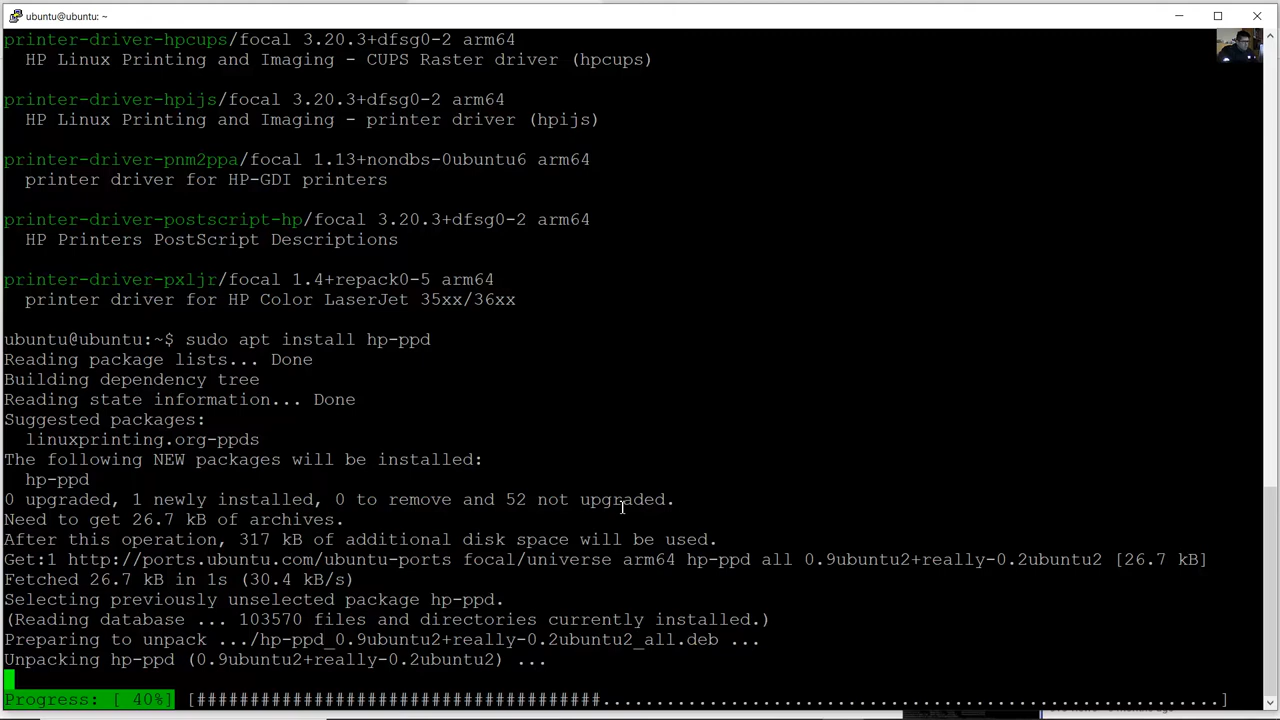 ubuntu@ubuntu: ~
printer-driver-hpcups/focal 3.20.3+dfsg0-2 arm64
  HP Linux Printing and Imaging - CUPS Raster driver (hpcups)
printer-driver-hpijs/focal 3.20.3+dfsg0-2 arm64
  HP Linux Printing and Imaging - printer driver (hpijs)
printer-driver-pnm2ppa/focal 1.13+nondbs-0ubuntu6 arm64
  printer driver for HP-GDI printers
printer-driver-postscript-hp/focal 3.20.3+dfsg0-2 arm64
  HP Printers PostScript Descriptions
printer-driver-pxljr/focal 1.4+repack0-5 arm64
  printer driver for HP Color LaserJet 35xx/36xx
ubuntu@ubuntu:~$ sudo apt install hp-ppd
Reading package lists... Done
Building dependency tree
Reading state information... Done
Suggested packages:
  linuxprinting.org-ppds
The following NEW packages will be installed:
  hp-ppd
0 upgraded, 1 newly installed, 0 to remove and 52 not upgraded.
Need to get 26.7 kB of archives.
After this operation, 317 kB of additional disk space will be used.
Get:1 http://ports.ubuntu.com/ubuntu-ports focal/universe arm64 hp-ppd all 0.9ubuntu2+really-0.2ubuntu2 [26.7 kB]
Fetched 26.7 kB in 1s (30.4 kB/s)
Selecting previously unselected package hp-ppd.
(Reading database ... 103570 files and directories currently installed.)
Preparing to unpack .../hp-ppd_0.9ubuntu2+really-0.2ubuntu2_all.deb ...
Unpacking hp-ppd (0.9ubuntu2+really-0.2ubuntu2) ...
Progress: [ 40%] [######################################..........................................................]